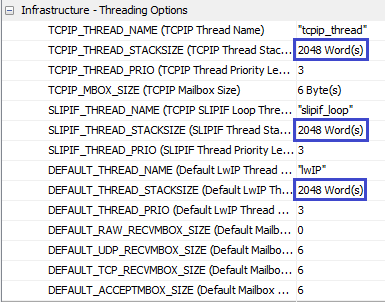 Infrastructure - Threading Options
TCPIP_THREAD_NAME (TCPIP Thread Name) "tcpip_thread"
TCPIP_THREAD_STACKSIZE (TCPIP Thread Stac... 2048 Word(s)
TCPIP_THREAD_PRIO (TCPIP Thread Priority Le... 3
TCPIP_MBOX_SIZE (TCPIP Mailbox Size) 6 Byte(s)
SLIPIF_THREAD_NAME (TCPIP SLIPIF Loop Thre... "slipif_loop"
SLIPIF_THREAD_STACKSIZE (SLIPIF Thread Sta... 2048 Word(s)
SLIPIF_THREAD_PRIO (SLIPIF Thread Priority Le... 3
DEFAULT_THREAD_NAME (Default LwIP Thread ... "lwIP"
DEFAULT_THREAD_STACKSIZE (Default LwIP Th... 2048 Word(s)
DEFAULT_THREAD_PRIO (Default LwIP Thread ... 3
DEFAULT_RAW_RECVMBOX_SIZE (Default Mailbo... 0
DEFAULT_UDP_RECVMBOX_SIZE (Default Mailbo... 6
DEFAULT_TCP_RECVMBOX_SIZE (Default Mailbo... 6
DEFAULT_ACCEPTMBOX_SIZE (Default Mailbox ... 6